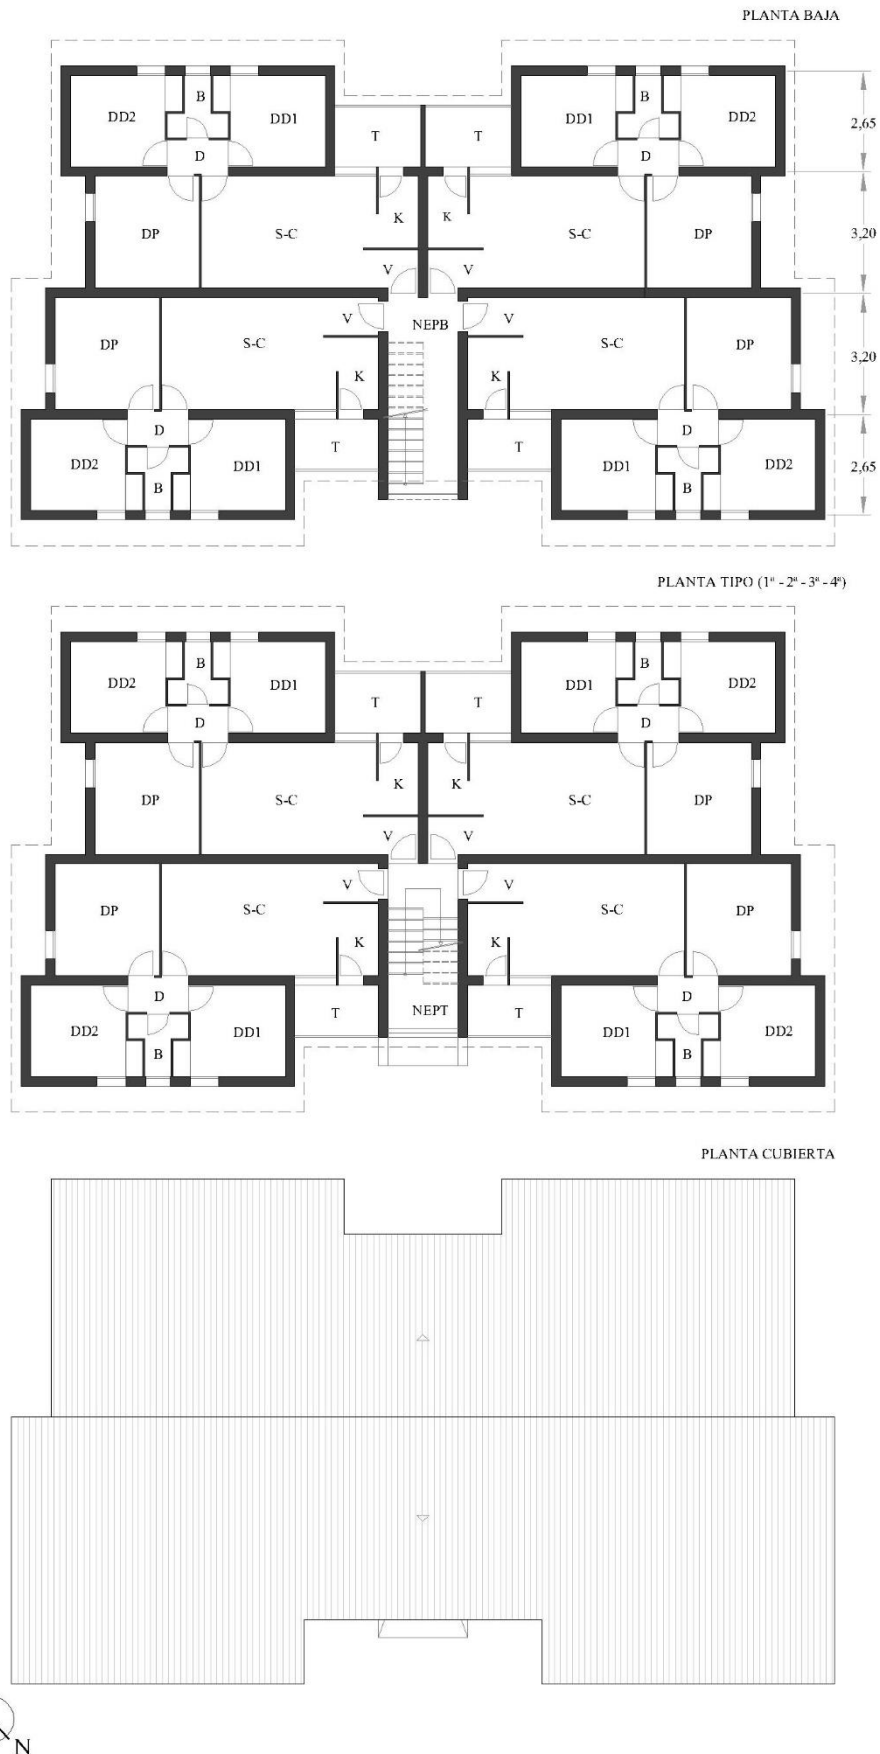 PLANTA BAJA
DD2 B DD1 DD1 B DD2 2,65
T T
D D
DP S-C K K S-C DP 3,20
V V
V NEPB V
DP S-C K K S-C DP 3,20
D T T D
DD2 B DD1 DD1 B DD2 2,65
PLANTA TIPO (1ª - 2ª - 3ª - 4ª)
DD2 B DD1 DD1 B DD2
T T
D D
DP S-C K K S-C DP
V V
V V
DP S-C K K S-C DP
D T NEPT T D
DD2 B DD1 DD1 B DD2
PLANTA CUBIERTA
N